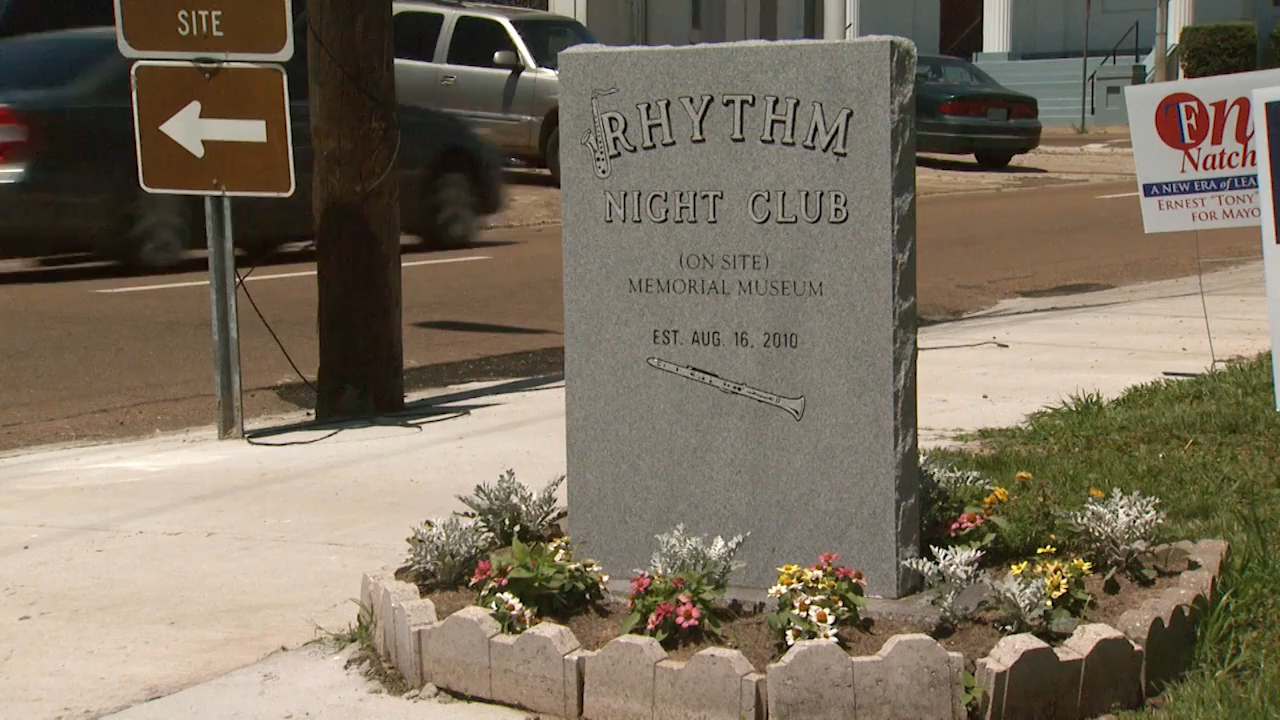 SITE
RHYTHM
NIGHT CLUB
(ON SITE)
MEMORIAL MUSEUM
EST. AUG. 16, 2010
Natch
A NEW ERA of LEA
ERNEST "TONY"
FOR MAYO